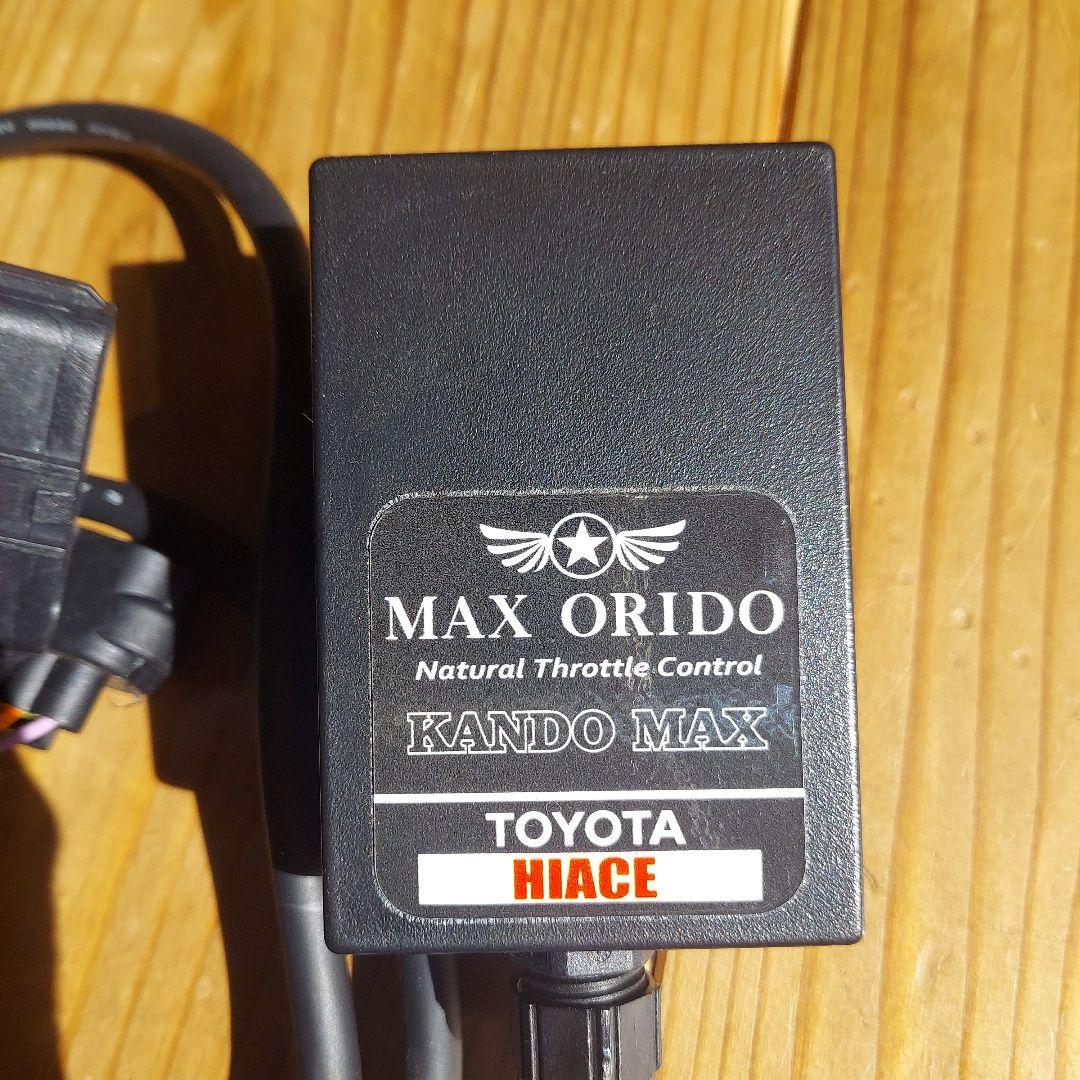 MAX ORIDO
Natural Throttle Control
KANDO MAX
TOYOTA
HIACE